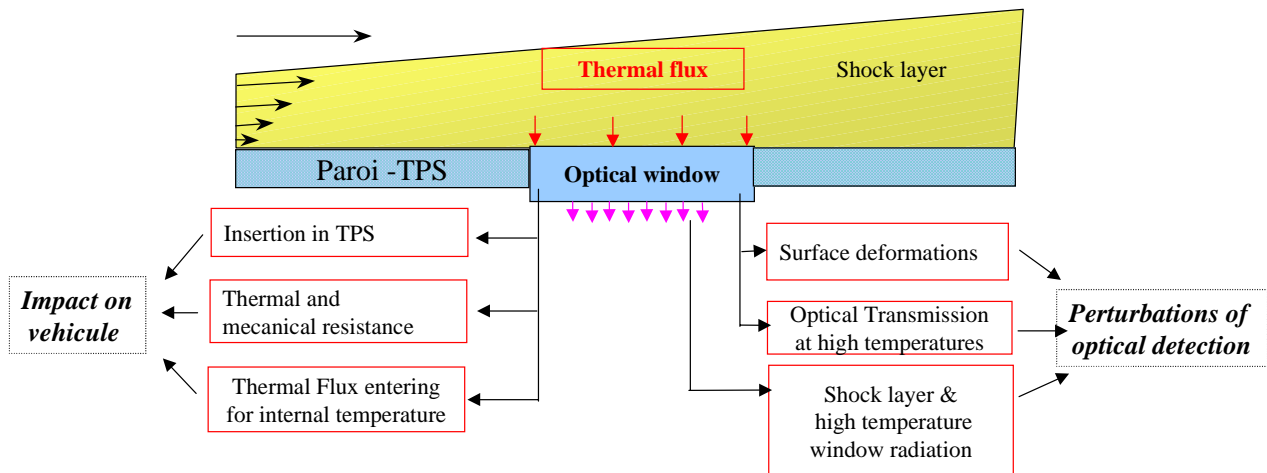 Thermal flux
Shock layer
Paroi -TPS
Optical window
Insertion in TPS
Thermal and
mecanical resistance
Thermal Flux entering
for internal temperature
Impact on
vehicule
Surface deformations
Optical Transmission
at high temperatures
Shock layer &
high temperature
window radiation
Perturbations of
optical detection